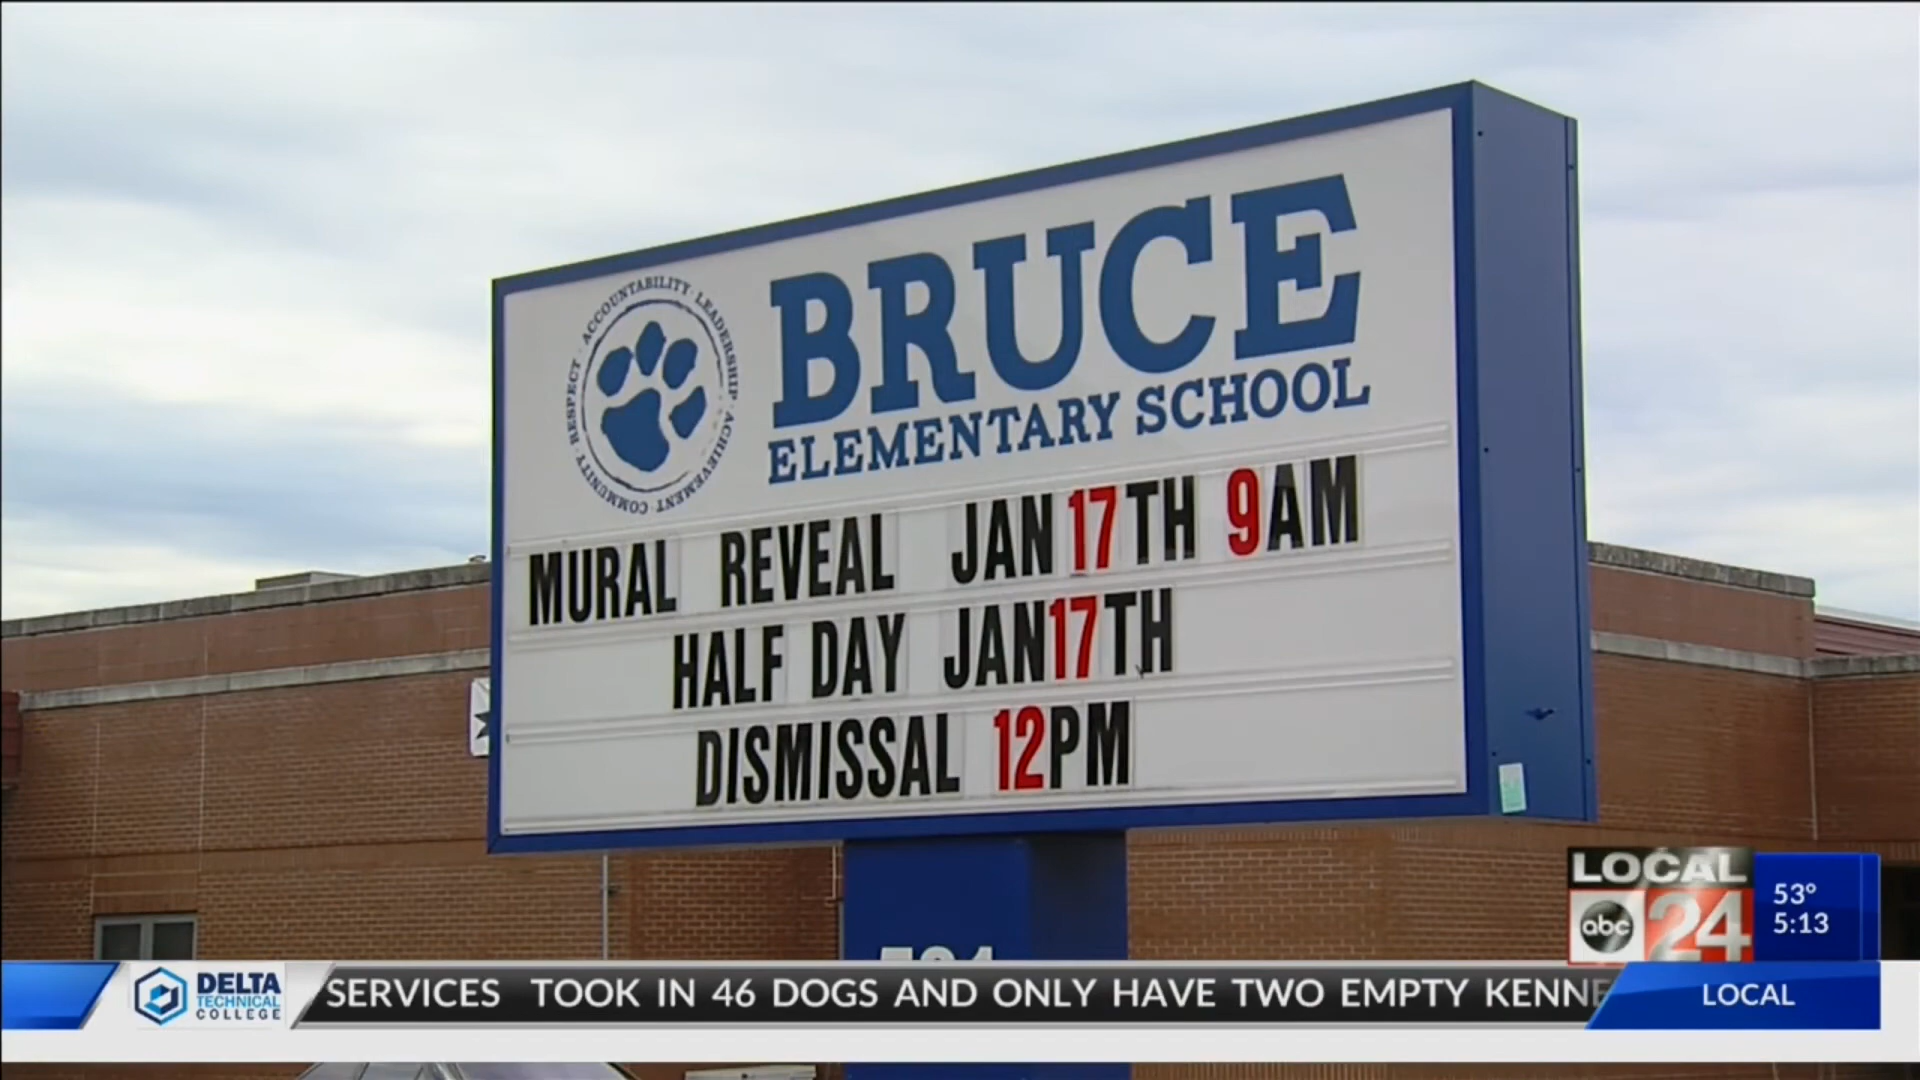 ACCOUNTABILITY · LEADERSHIP · ACHIEVEMENT · COMMUNITY · RESPECT ·
BRUCE
ELEMENTARY SCHOOL
MURAL REVEAL JAN 17TH 9AM
HALF DAY JAN 17TH
DISMISSAL 12PM
LOCAL
abc 24
53°
5:13
DELTA
TECHNICAL
COLLEGE
SERVICES TOOK IN 46 DOGS AND ONLY HAVE TWO EMPTY KENNE
LOCAL